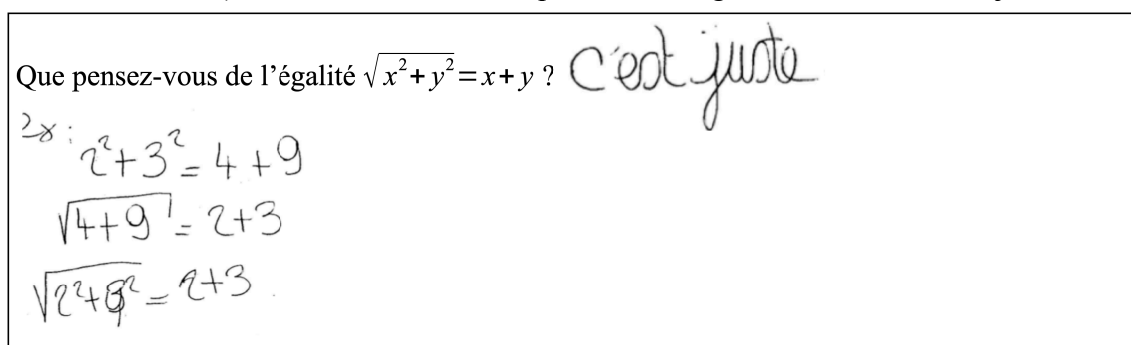 Que pensez-vous de l'égalité √(x²+y²)=x+y ? C'est juste
Ex :
2²+3²=4+9
√(4+9)=2+3
√(2²+3²)=2+3